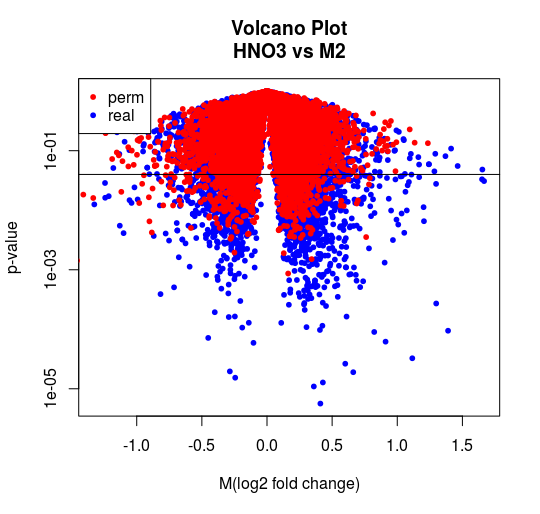 Volcano Plot
HNO3 vs M2
perm
real
1e-01
1e-03
1e-05
p-value
-1.0 -0.5 0.0 0.5 1.0 1.5
M(log2 fold change)